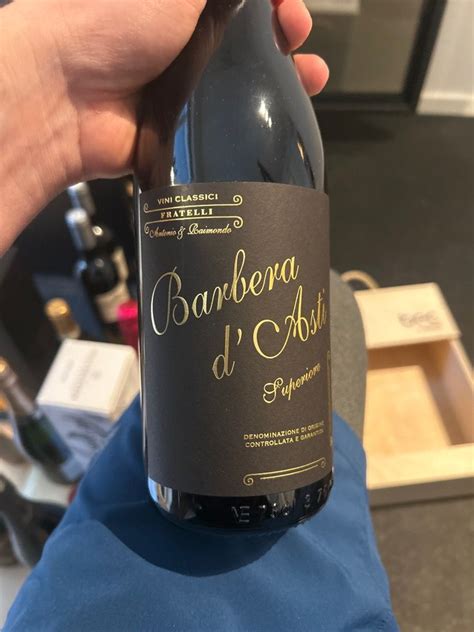 VINI CLASSICI
FRATELLI
Antonio & Raimondo
Barbera
d'Asti
Superiore
DENOMINAZIONE DI ORIGINE
CONTROLLATA E GARANTITA